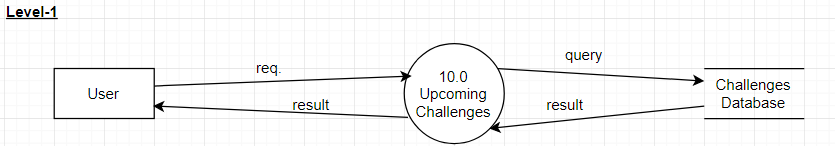 Level-1
User
req.
result
10.0
Upcoming
Challenges
query
result
Challenges
Database